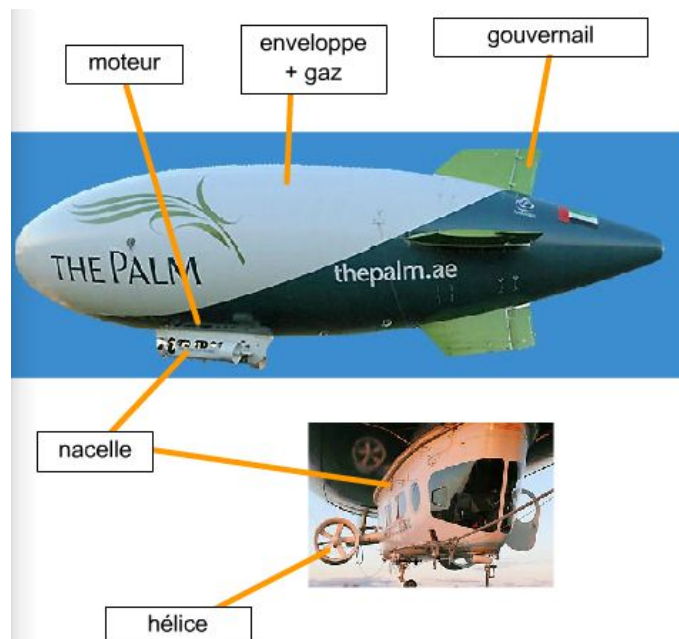 moteur
enveloppe
+ gaz
gouvernail
THE PALM
thepalm.ae
nacelle
hélice